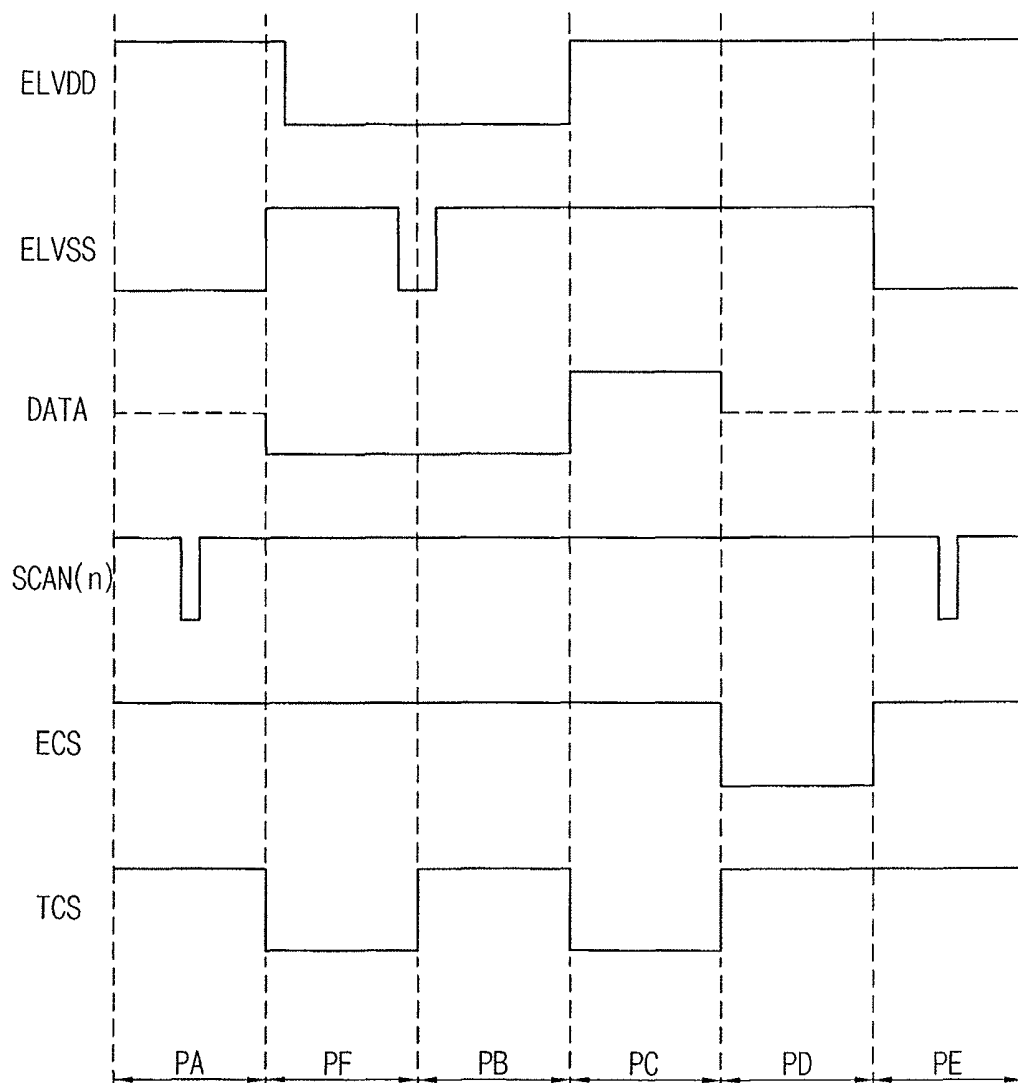 ELVDD
ELVSS
DATA
SCAN(n)
ECS
TCS
PA PF PB PC PD PE